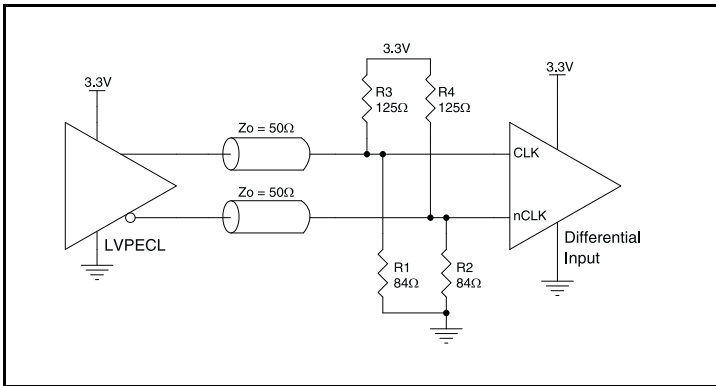 3.3V
3.3V
3.3V
R3
125Ω
R4
125Ω
Zo = 50Ω
CLK
Zo = 50Ω
nCLK
LVPECL
Differential
Input
R1
84Ω
R2
84Ω